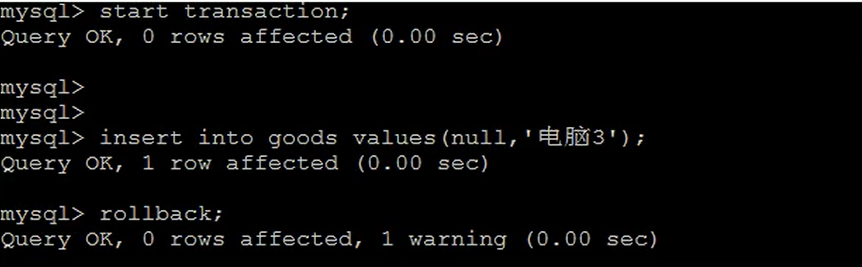 mysql> start transaction;
Query OK, 0 rows affected (0.00 sec)
mysql>
mysql>
mysql> insert into goods values(null,'电脑3');
Query OK, 1 row affected (0.00 sec)
mysql> rollback;
Query OK, 0 rows affected, 1 warning (0.00 sec)